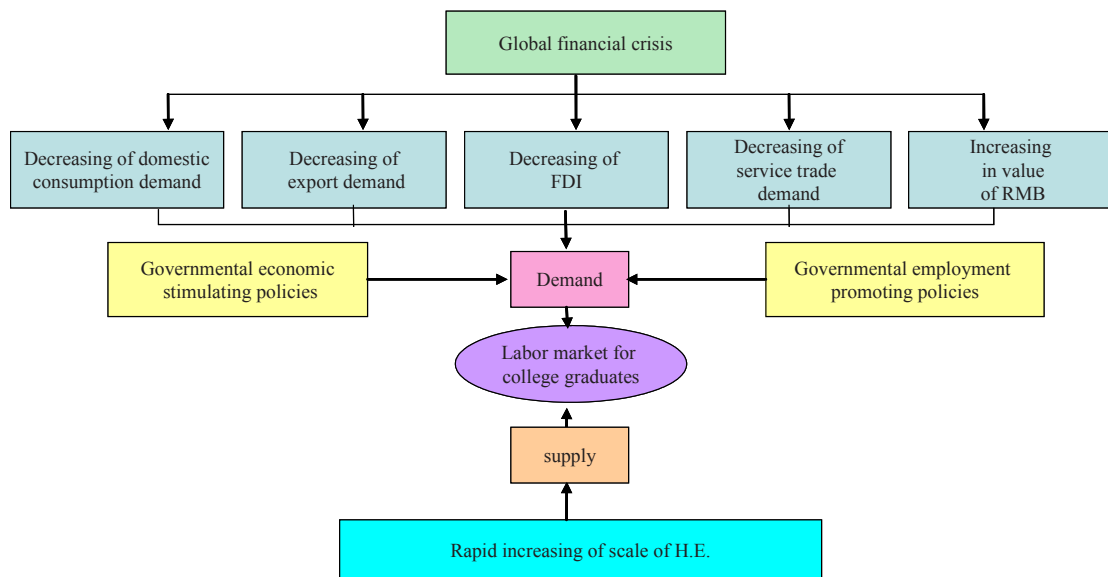 Global financial crisis
Decreasing of domestic
consumption demand
Decreasing of
export demand
Decreasing of
FDI
Decreasing of
service trade
demand
Increasing
in value
of RMB
Governmental economic
stimulating policies
Demand
Governmental employment
promoting policies
Labor market for
college graduates
supply
Rapid increasing of scale of H.E.